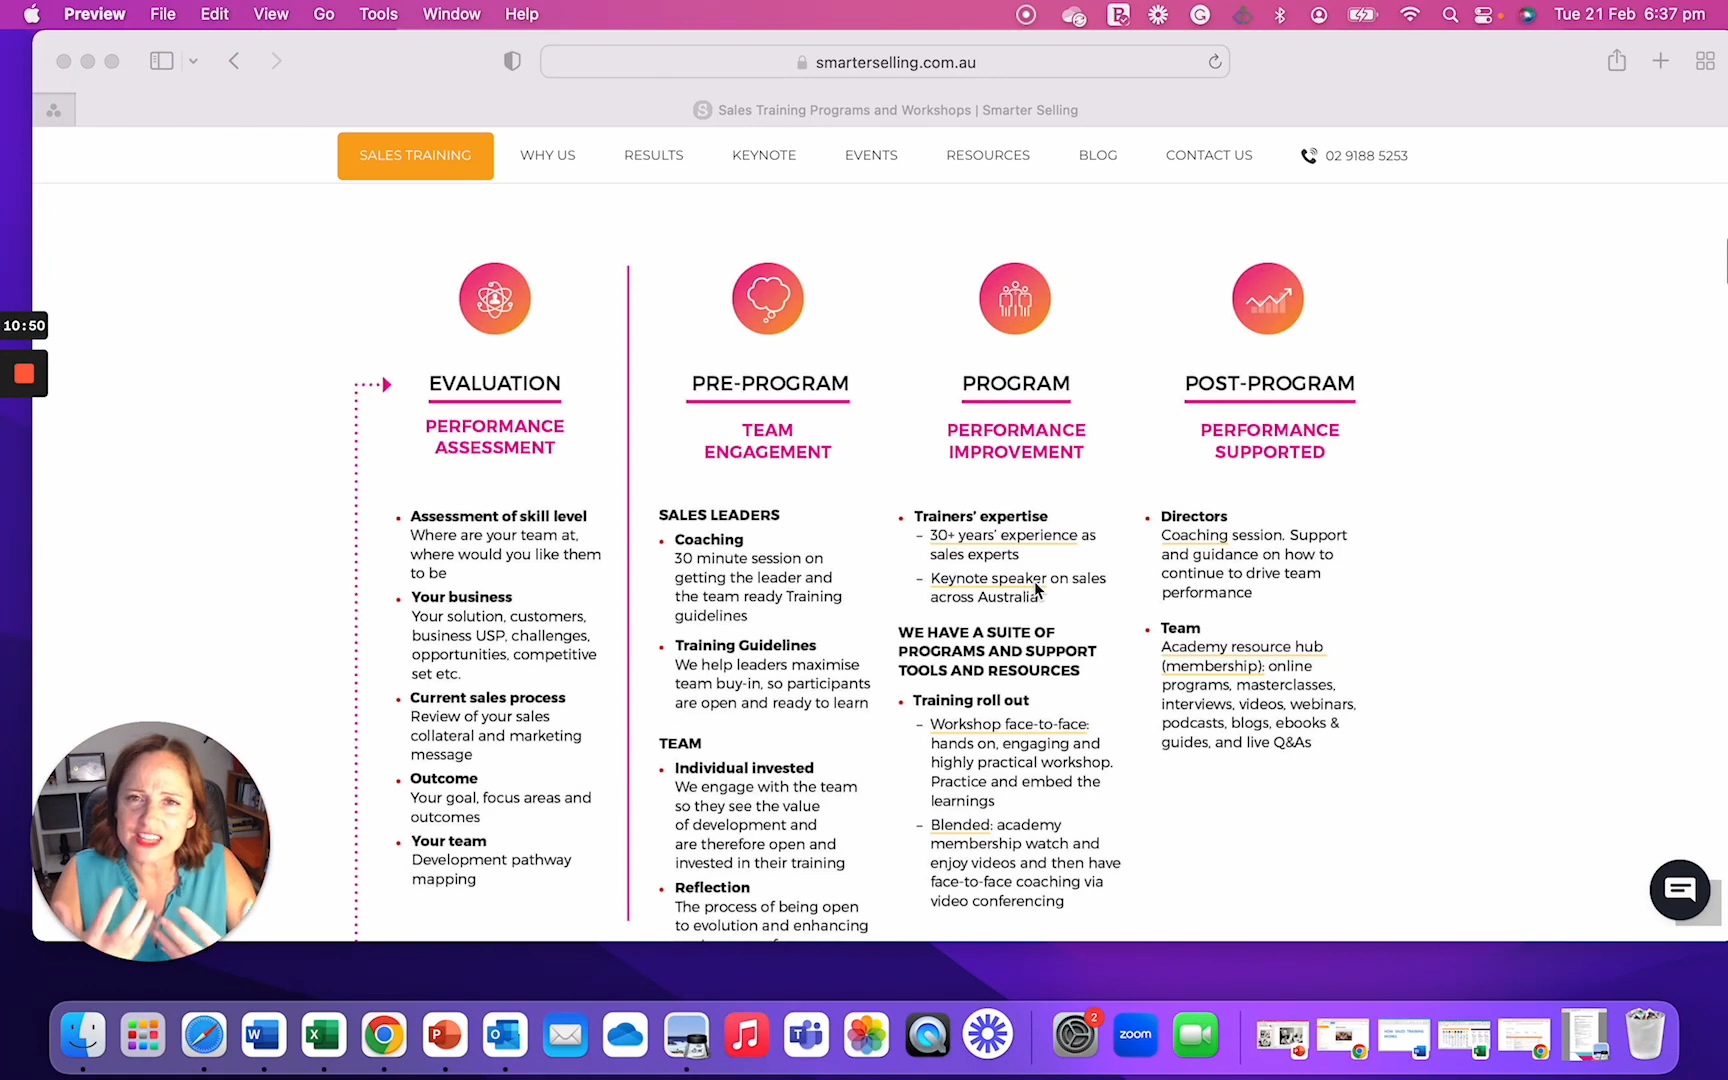 Preview File Edit View Go Tools Window Help
Tue 21 Feb 6:37 pm
smarterselling.com.au
Sales Training Programs and Workshops | Smarter Selling
SALES TRAINING WHY US RESULTS KEYNOTE EVENTS RESOURCES BLOG CONTACT US 02 9188 5253
10:50
EVALUATION
PERFORMANCE
ASSESSMENT
Assessment of skill level
Where are your team at,
where would you like them
to be
Your business
Your solution, customers,
business USP, challenges,
opportunities, competitive
set etc.
Current sales process
Review of your sales
collateral and marketing
message
Outcome
Your goal, focus areas and
outcomes
Your team
Development pathway
mapping
PRE-PROGRAM
TEAM
ENGAGEMENT
SALES LEADERS
Coaching
30 minute session on
getting the leader and
the team ready Training
guidelines
Training Guidelines
We help leaders maximise
team buy-in, so participants
are open and ready to learn
TEAM
Individual invested
We engage with the team
so they see the value
of development and
are therefore open and
invested in their training
Reflection
The process of being open
to evolution and enhancing
PROGRAM
PERFORMANCE
IMPROVEMENT
Trainers' expertise
– 30+ years' experience as
sales experts
– Keynote speaker on sales
across Australia
WE HAVE A SUITE OF
PROGRAMS AND SUPPORT
TOOLS AND RESOURCES
Training roll out
– Workshop face-to-face:
hands on, engaging and
highly practical workshop.
Practice and embed the
learnings
– Blended: academy
membership watch and
enjoy videos and then have
face-to-face coaching via
video conferencing
POST-PROGRAM
PERFORMANCE
SUPPORTED
Directors
Coaching session. Support
and guidance on how to
continue to drive team
performance
Team
Academy resource hub
(membership): online
programs, masterclasses,
interviews, videos, webinars,
podcasts, blogs, ebooks &
guides, and live Q&As
2
zoom